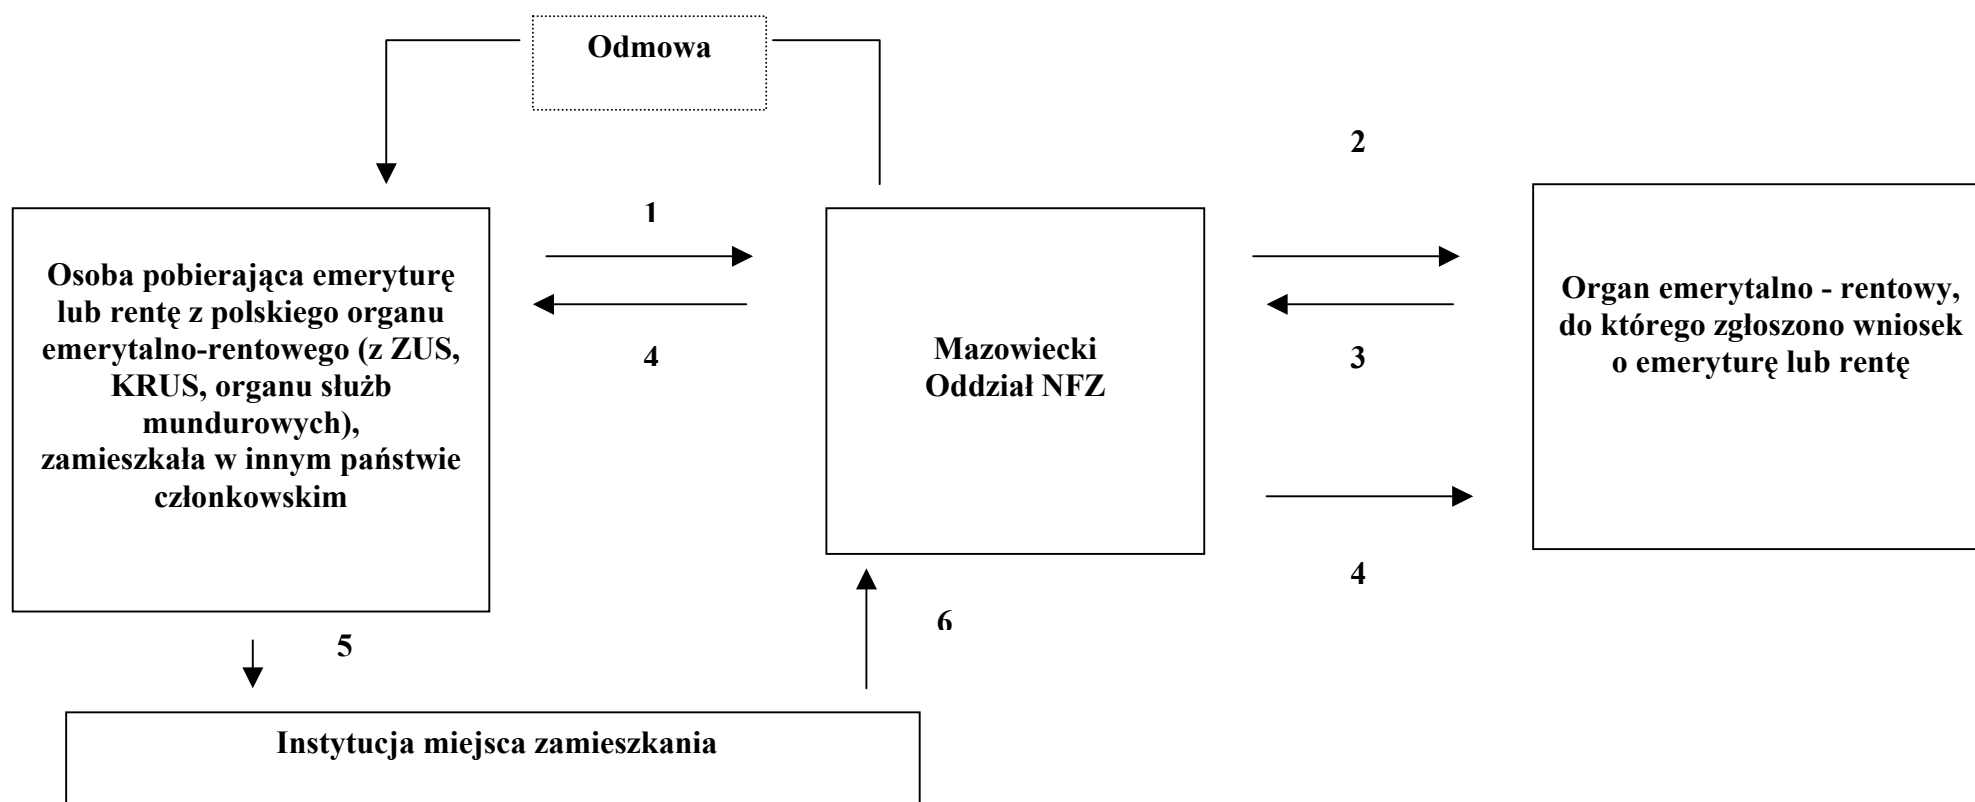 Odmowa
2
1
Osoba pobierająca emeryturę
lub rentę z polskiego organu
emerytalno-rentowego (z ZUS,
KRUS, organu służb
mundurowych),
zamieszkała w innym państwie
członkowskim
4
Mazowiecki
Oddział NFZ
3
Organ emerytalno - rentowy,
do którego zgłoszono wniosek
o emeryturę lub rentę
4
6
5
Instytucja miejsca zamieszkania